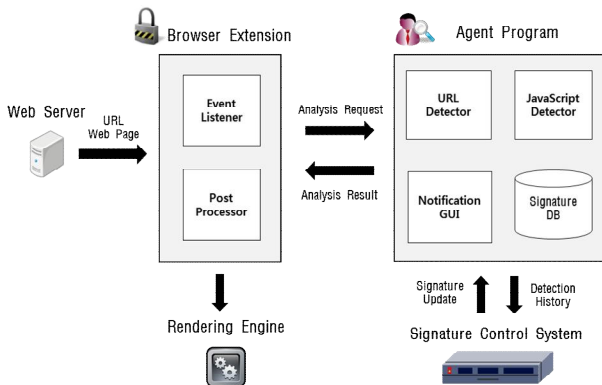 Browser Extension
Agent Program
Web Server
URL
Web Page
Event
Listener
Post
Processor
Analysis Request
Analysis Result
URL
Detector
JavaScript
Detector
Notification
GUI
Signature
DB
Signature
Update
Detection
History
Rendering Engine
Signature Control System